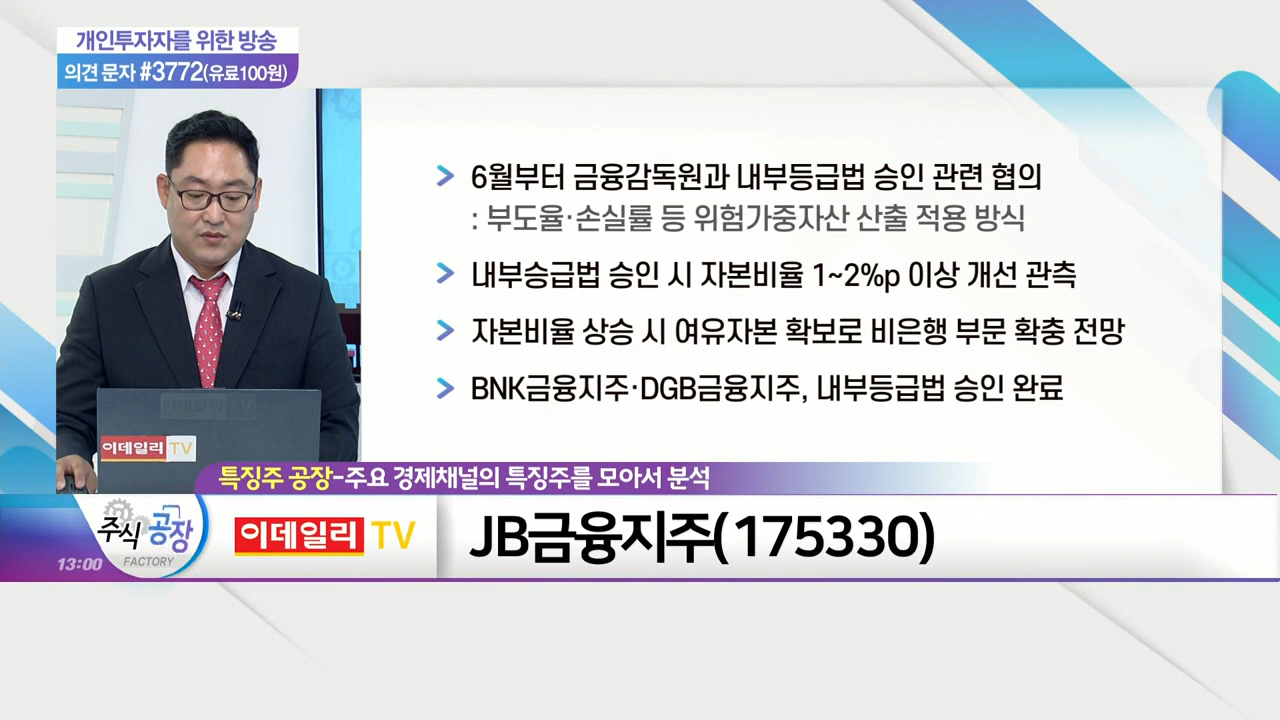 개인투자자를 위한 방송
의견 문자 #3772(유료100원)
6월부터 금융감독원과 내부등급법 승인 관련 협의
: 부도율·손실률 등 위험가중자산 산출 적용 방식
내부승급법 승인 시 자본비율 1~2%p 이상 개선 관측
자본비율 상승 시 여유자본 확보로 비은행 부문 확충 전망
BNK금융지주·DGB금융지주, 내부등급법 승인 완료
이데일리 TV
이데일리 TV
특징주 공장-주요 경제채널의 특징주를 모아서 분석
주식 공장
FACTORY
13:00
이데일리 TV
JB금융지주(175330)